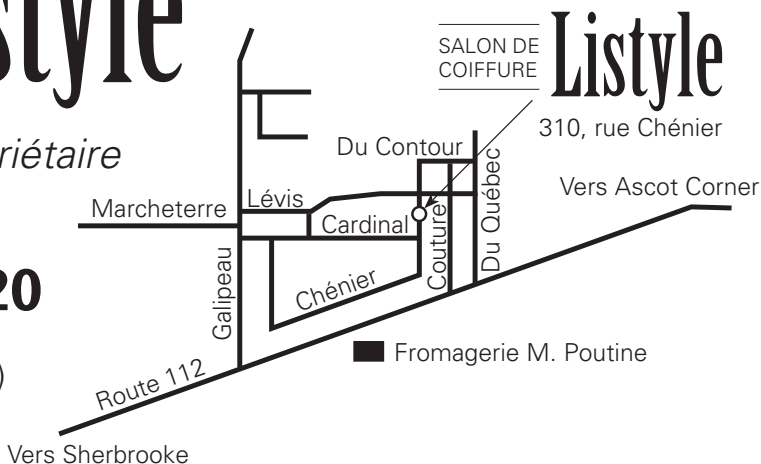 style
SALON DE
COIFFURE
Listyle
310, rue Chénier
riétaire
Du Contour
Du Québec
Vers Ascot Corner
Marcheterre
Lévis
Cardinal
Couture
20
Galipeau
Chénier
)
Fromagerie M. Poutine
Route 112
Vers Sherbrooke